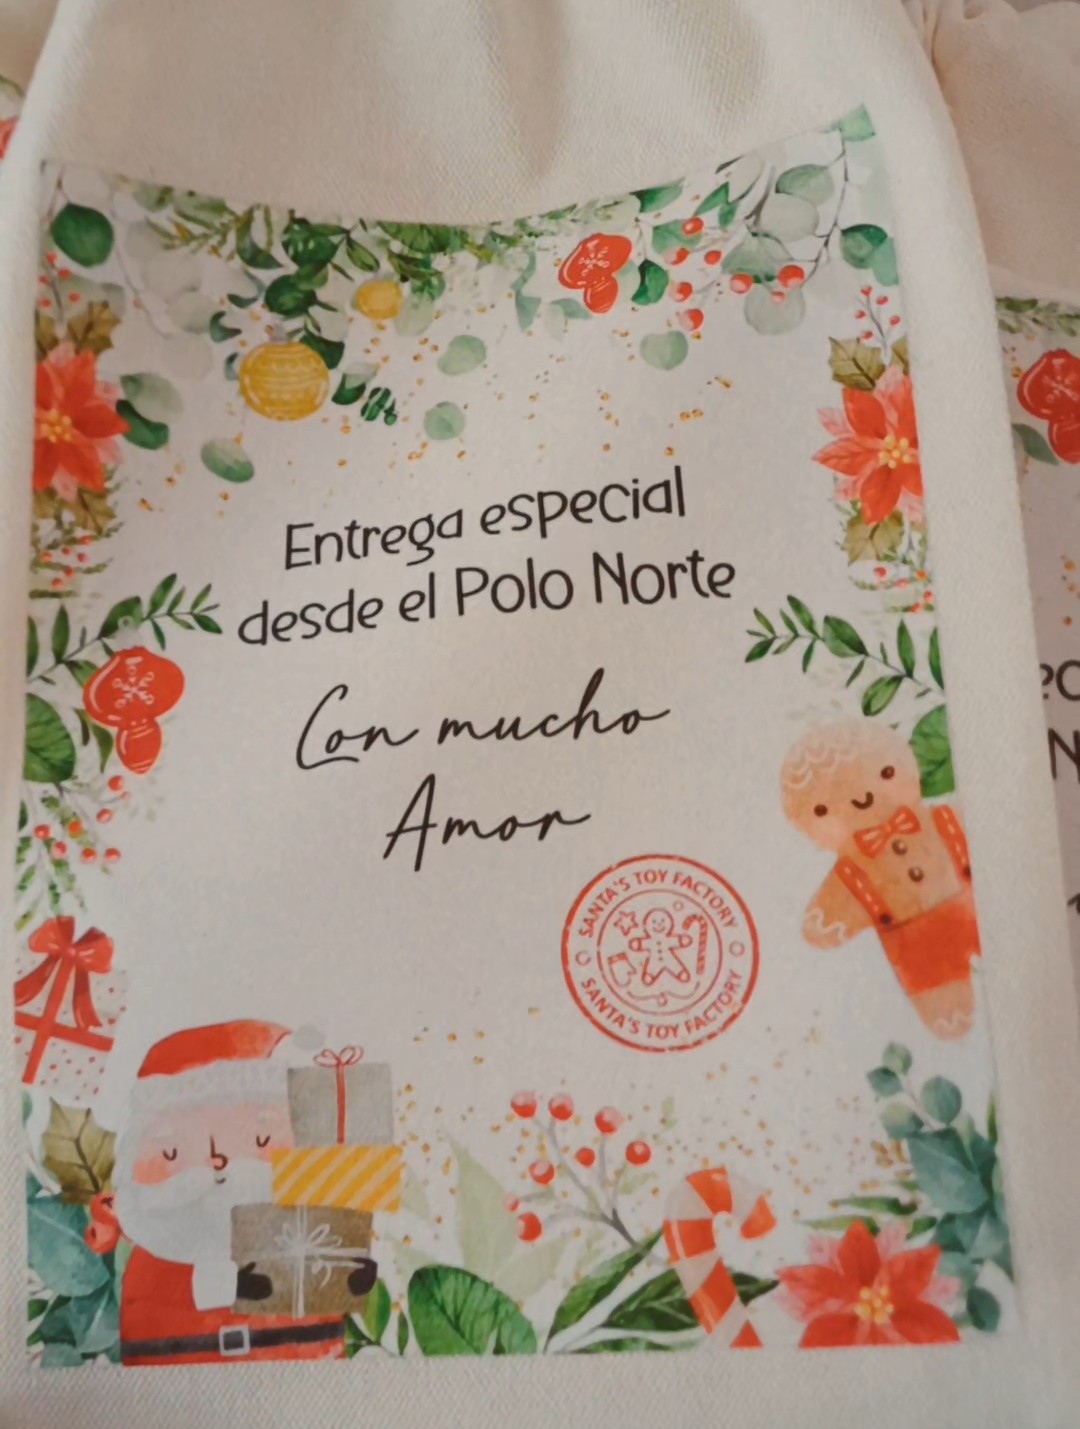 Entrega especial
desde el Polo Norte
Con mucho
Amor
SANTA'S TOY FACTORY
SANTA'S TOY FACTORY